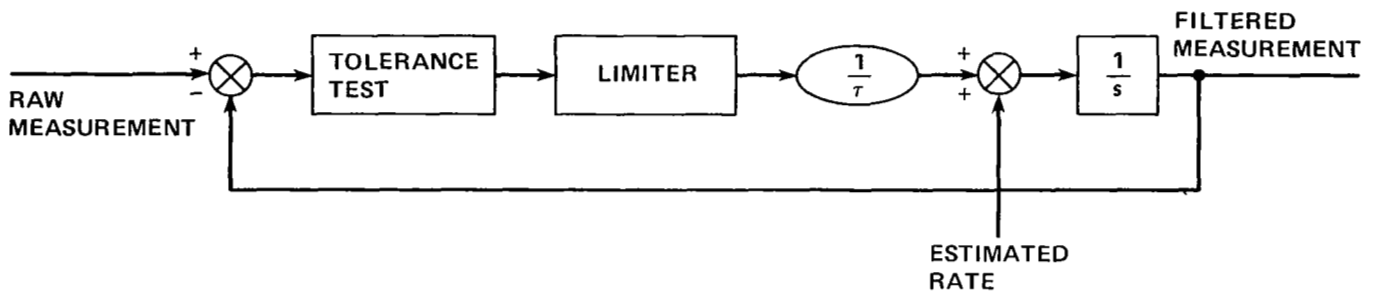 FILTERED
MEASUREMENT
+
-
TOLERANCE
TEST
LIMITER
1
τ
+
+
1
s
RAW
MEASUREMENT
ESTIMATED
RATE